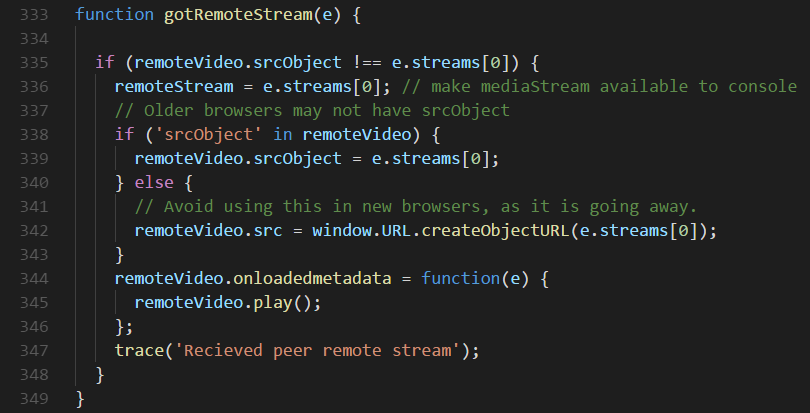 333 function gotRemoteStream(e) {
334
335 if (remoteVideo.srcObject !== e.streams[0]) {
336 remoteStream = e.streams[0]; // make mediaStream available to console
337 // Older browsers may not have srcObject
338 if ('srcObject' in remoteVideo) {
339 remoteVideo.srcObject = e.streams[0];
340 } else {
341 // Avoid using this in new browsers, as it is going away.
342 remoteVideo.src = window.URL.createObjectURL(e.streams[0]);
343 }
344 remoteVideo.onloadedmetadata = function(e) {
345 remoteVideo.play();
346 };
347 trace('Recieved peer remote stream');
348 }
349 }